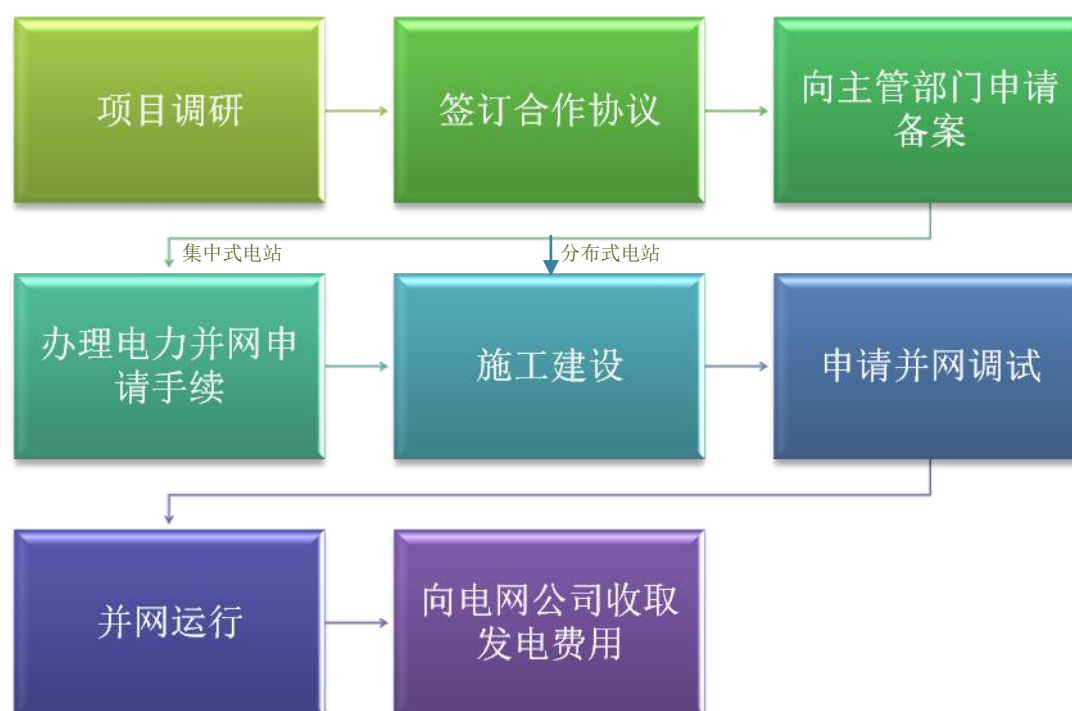 项目调研
签订合作协议
向主管部门申请
备案
集中式电站
分布式电站
办理电力并网申
请手续
施工建设
申请并网调试
并网运行
向电网公司收取
发电费用